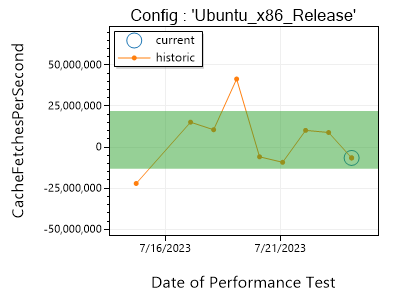 Config : 'Ubuntu_x86_Release'
current
historic
50,000,000
25,000,000
0
-25,000,000
-50,000,000
CacheFetchesPerSecond
7/16/2023
7/21/2023
Date of Performance Test